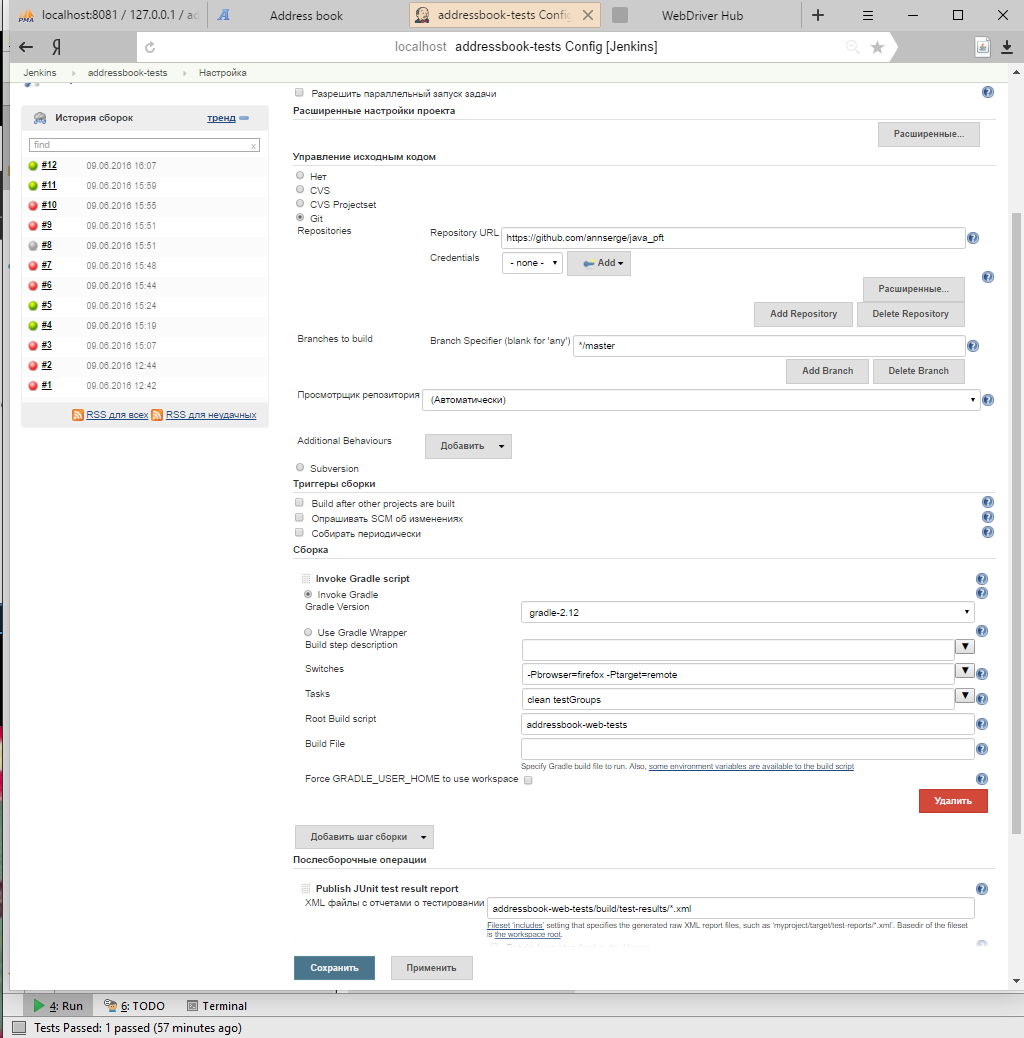 localhost:8081 / 127.0.0.1 / ac
Address book
addressbook-tests Config
WebDriver Hub
localhost addressbook-tests Config [Jenkins]
Jenkins addressbook-tests Настройка
Разрешить параллельный запуск задачи
Расширенные настройки проекта
Расширенные...
История сборок тренд
find x
#12 09.06.2016 16:07
#11 09.06.2016 15:59
#10 09.06.2016 15:55
#9 09.06.2016 15:51
#8 09.06.2016 15:51
#7 09.06.2016 15:48
#6 09.06.2016 15:44
#5 09.06.2016 15:24
#4 09.06.2016 15:19
#3 09.06.2016 15:07
#2 09.06.2016 12:44
#1 09.06.2016 12:42
RSS для всех RSS для неудачных
Управление исходным кодом
Нет
CVS
CVS Projectset
Git
Repositories
Repository URL https://github.com/annserge/java_pft
Credentials - none - Add
Расширенные...
Add Repository Delete Repository
Branches to build Branch Specifier (blank for 'any') */master
Add Branch Delete Branch
Просмотрщик репозитория (Автоматически)
Additional Behaviours Добавить
Subversion
Триггеры сборки
Build after other projects are built
Опрашивать SCM об изменениях
Собирать периодически
Сборка
Invoke Gradle script
Invoke Gradle
Gradle Version gradle-2.12
Use Gradle Wrapper
Build step description
Switches -Pbrowser=firefox -Ptarget=remote
Tasks clean testGroups
Root Build script addressbook-web-tests
Build File
Specify Gradle build file to run. Also, some environment variables are available to the build script
Force GRADLE_USER_HOME to use workspace
Удалить
Добавить шаг сборки
Послесборочные операции
Publish JUnit test result report
XML файлы с отчетами о тестировании addressbook-web-tests/build/test-results/*.xml
Fileset 'includes' setting that specifies the generated raw XML report files, such as 'myproject/target/test-reports/*.xml'. Basedir of the fileset
is the workspace root.
Сохранить Применить
4: Run 6: TODO Terminal
Tests Passed: 1 passed (57 minutes ago)